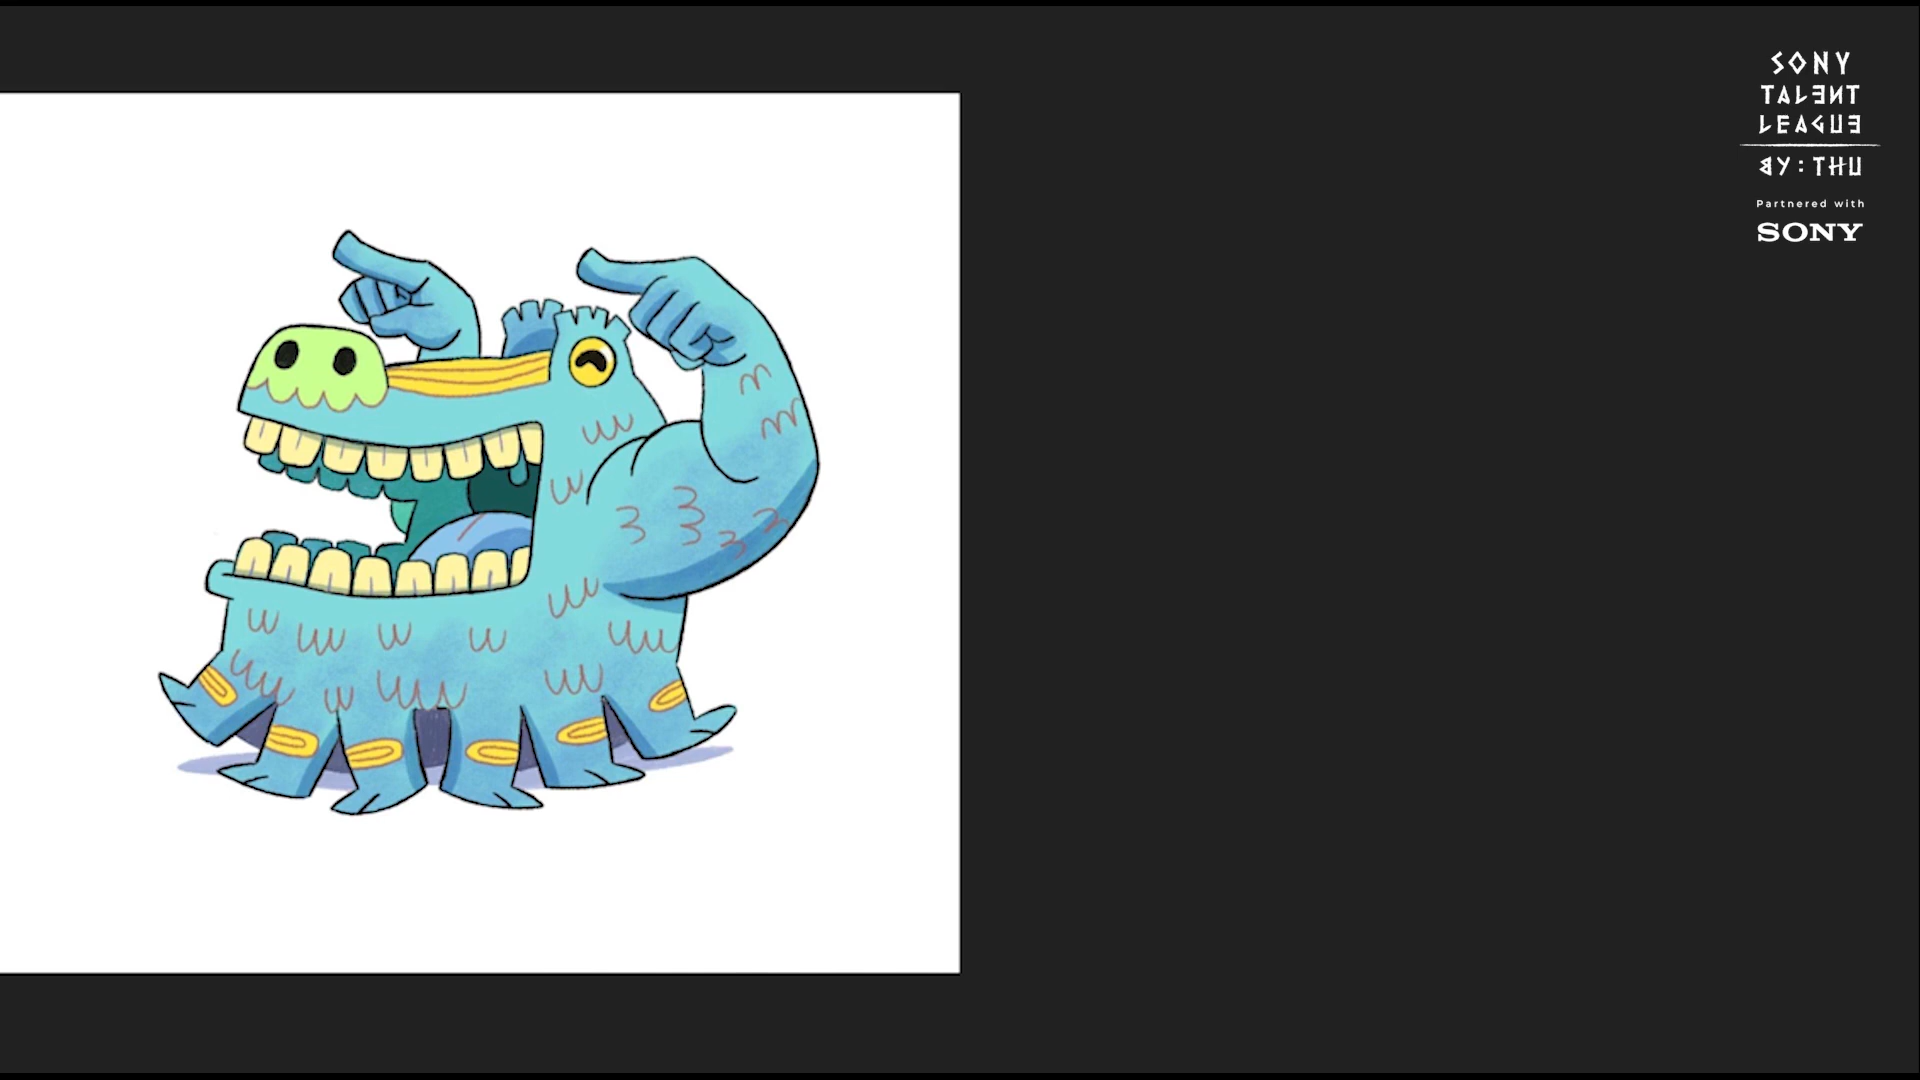 SONY
TALENT
LEAGUE
BY:THU
Partnered with
SONY